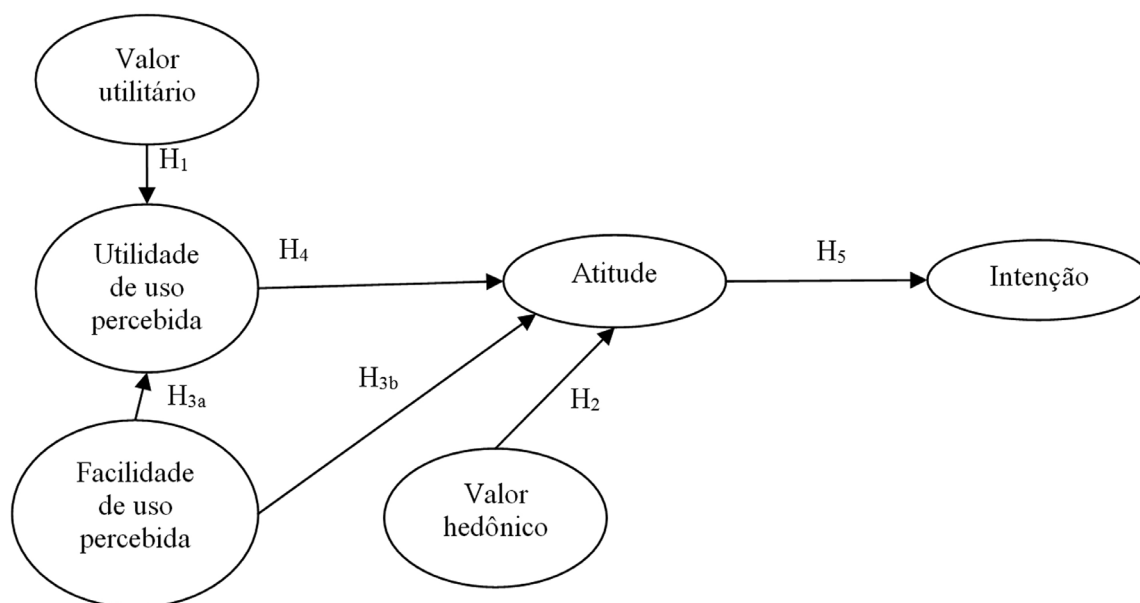 Valor
utilitário
H₁
Utilidade
de uso
percebida
H₄
Atitude
H₅
Intenção
H₃ₐ
H₃b
H₂
Facilidade
de uso
percebida
Valor
hedônico